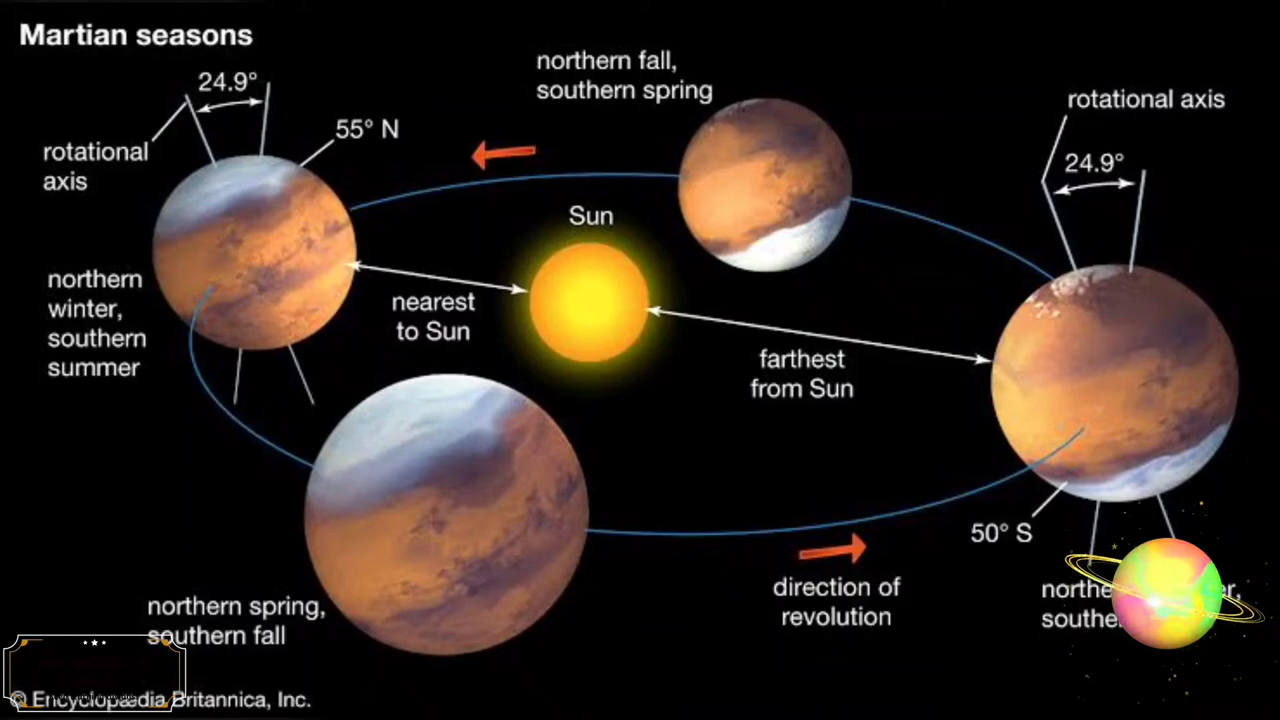 Martian seasons
24.9°
rotational
axis
55° N
northern fall,
southern spring
rotational axis
24.9°
Sun
northern
winter,
southern
summer
nearest
to Sun
farthest
from Sun
50° S
direction of
revolution
northern spring,
southern fall
© Encyclopædia Britannica, Inc.